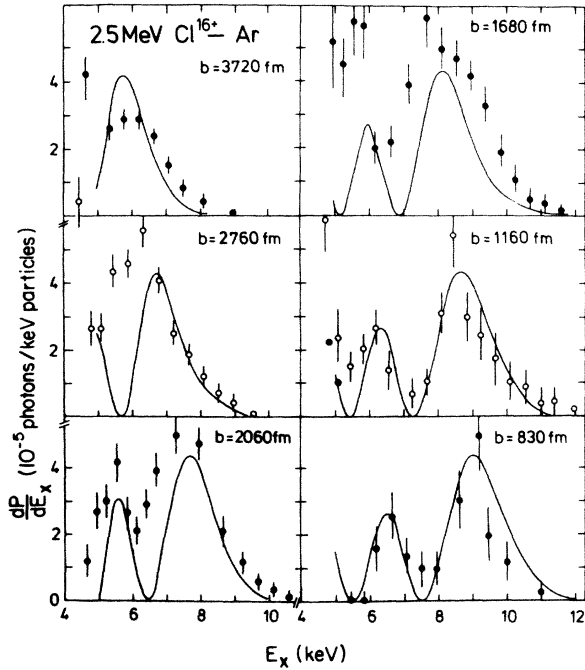 2.5 MeV Cl¹⁶⁺— Ar
b = 3720 fm
b = 1680 fm
4
2
b = 2760 fm
b = 1160 fm
4
2
b = 2060 fm
b = 830 fm
4
2
0
dP/dEₓ (10⁻⁵ photons/keV particles)
4 6 8 10 4 6 8 10 12
Eₓ (keV)